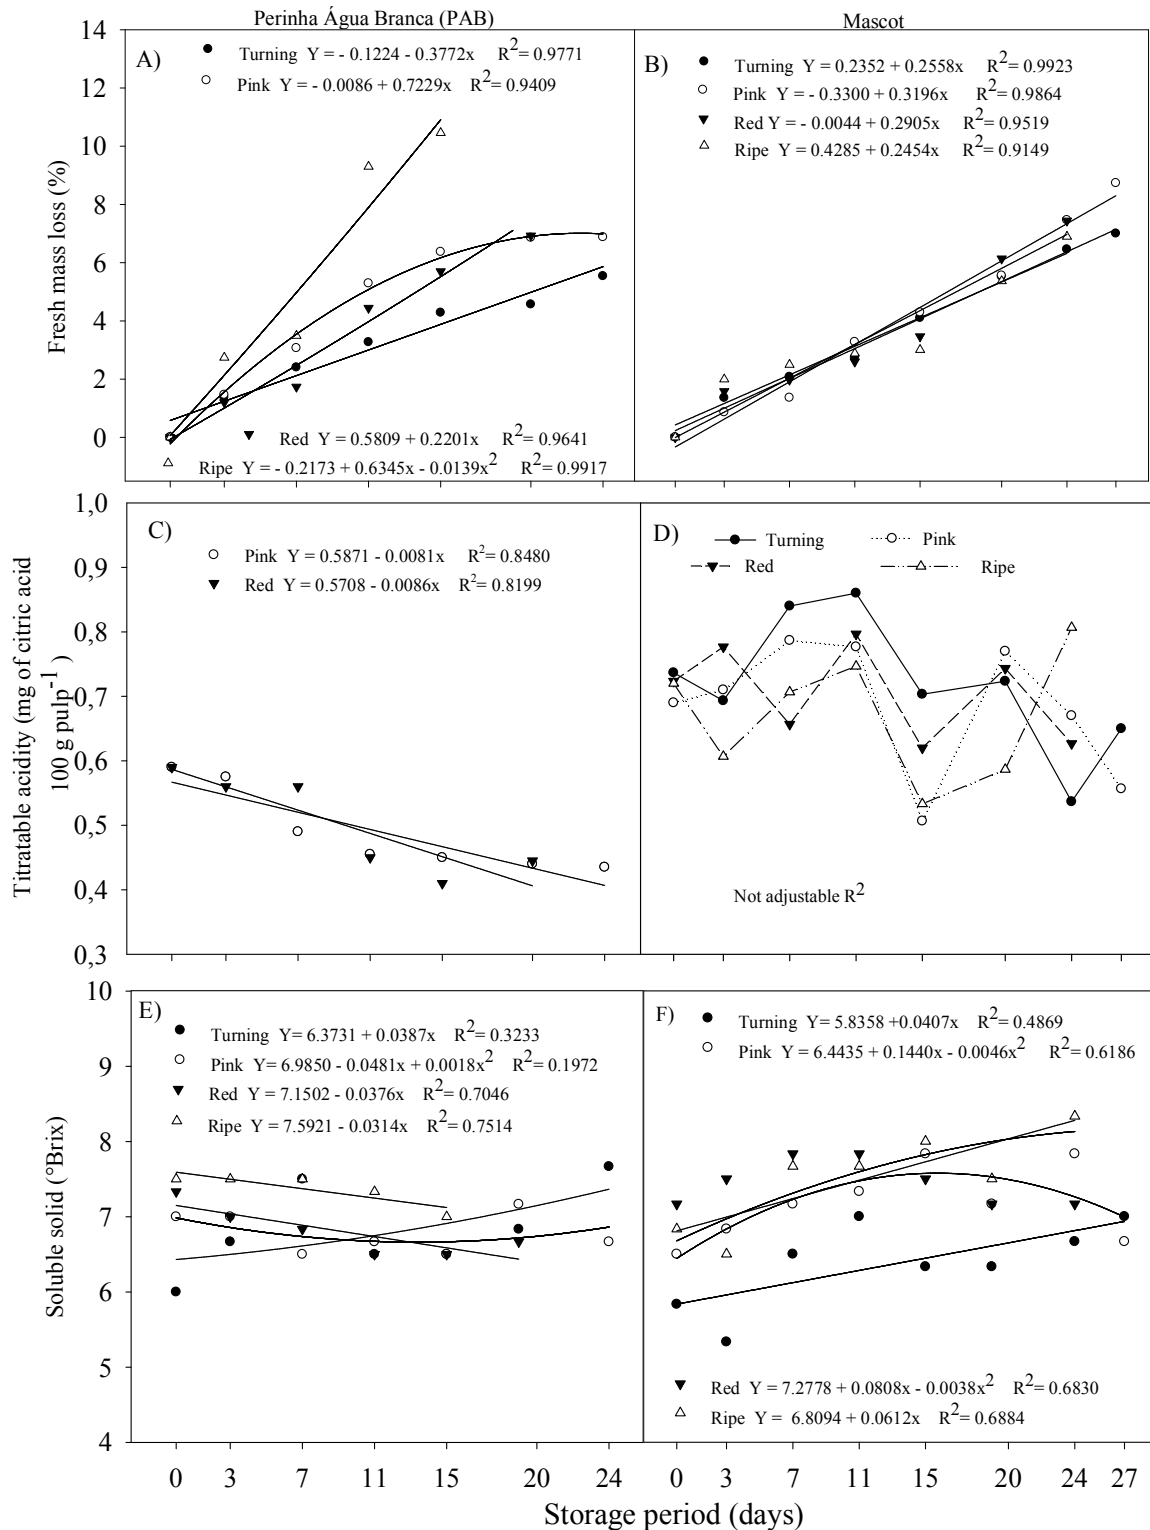 Perinha Água Branca (PAB)
Mascot
Fresh mass loss (%)
14
12
10
8
6
4
2
0
A)
Turning Y = - 0.1224 - 0.3772x R2= 0.9771
Pink Y = - 0.0086 + 0.7229x R2= 0.9409
Red Y = 0.5809 + 0.2201x R2= 0.9641
Ripe Y = - 0.2173 + 0.6345x - 0.0139x2 R2= 0.9917
B)
Turning Y = 0.2352 + 0.2558x R2= 0.9923
Pink Y = -0.3300 + 0.3196x R2= 0.9864
Red Y = - 0.0044 + 0.2905x R2= 0.9519
Ripe Y = 0.4285 + 0.2454x R2= 0.9149
Titratable acidity (mg of citric acid
100 g pulp-1 )
1,0
0,9
0,8
0,7
0,6
0,5
0,4
0,3
C)
Pink Y = 0.5871 - 0.0081x R2= 0.8480
Red Y = 0.5708 - 0.0086x R2= 0.8199
D)
Turning
Pink
Red
Ripe
Not adjustable R2
Soluble solid (°Brix)
10
9
8
7
6
5
4
E)
Turning Y= 6.3731 + 0.0387x R2= 0.3233
Pink Y=6.9850 - 0.0481x + 0.0018x2 R2= 0.1972
Red Y = 7.1502 - 0.0376x R2= 0.7046
Ripe Y = 7.5921 - 0.0314x R2= 0.7514
F)
Turning Y = 5.8358 +0.0407x R2= 0.4869
Pink Y = 6.4435 + 0.1440x - 0.0046x2 R2= 0.6186
Red Y = 7.2778 + 0.0808x - 0.0038x2 R2= 0.6830
Ripe Y = 6.8094 + 0.0612x R2= 0.6884
0 3 7 11 15 20 24
0 3 7 11 15 20 24 27
Storage period (days)